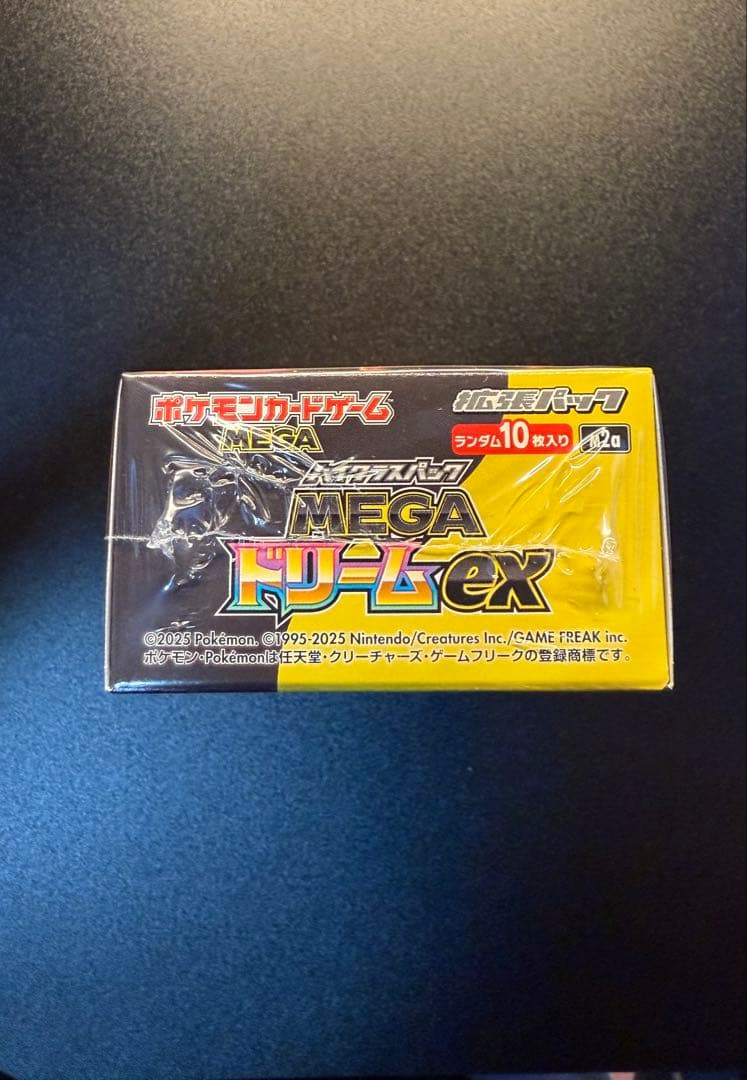 ポケモンカードゲーム
MEGA
拡張パック
ランダム10枚入り M2a
ハイクラスパック
MEGA
ドリームex
©2025 Pokémon. ©1995-2025 Nintendo/Creatures Inc./GAME FREAK inc.
ポケモン・Pokémonは任天堂・クリーチャーズ・ゲームフリークの登録商標です。